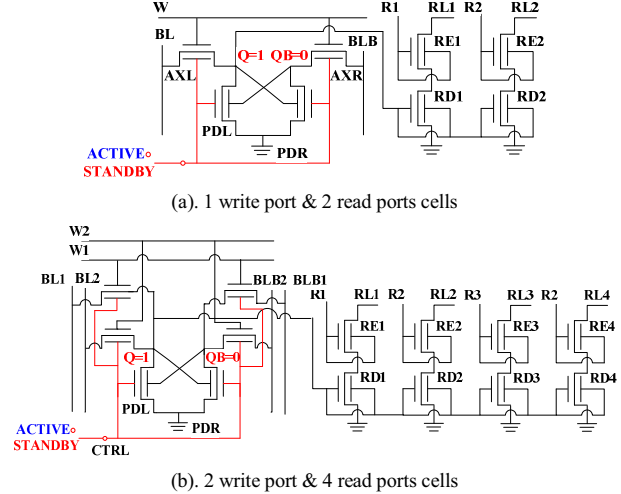 W R1 RL1 R2 RL2
BL BLB
Q=1 QB=0 RE1 RE2
AXL AXR
RD1 RD2
PDL
ACTIVE PDR
STANDBY
(a). 1 write port & 2 read ports cells
W2
W1
BL1 BL2 BLB2 BLB1
R1 RL1 R2 RL2 R3 RL3 R2 RL4
RE1 RE2 RE3 RE4
Q=1 QB=0
RD1 RD2 RD3 RD4
PDL
ACTIVE PDR
STANDBY
CTRL
(b). 2 write port & 4 read ports cells